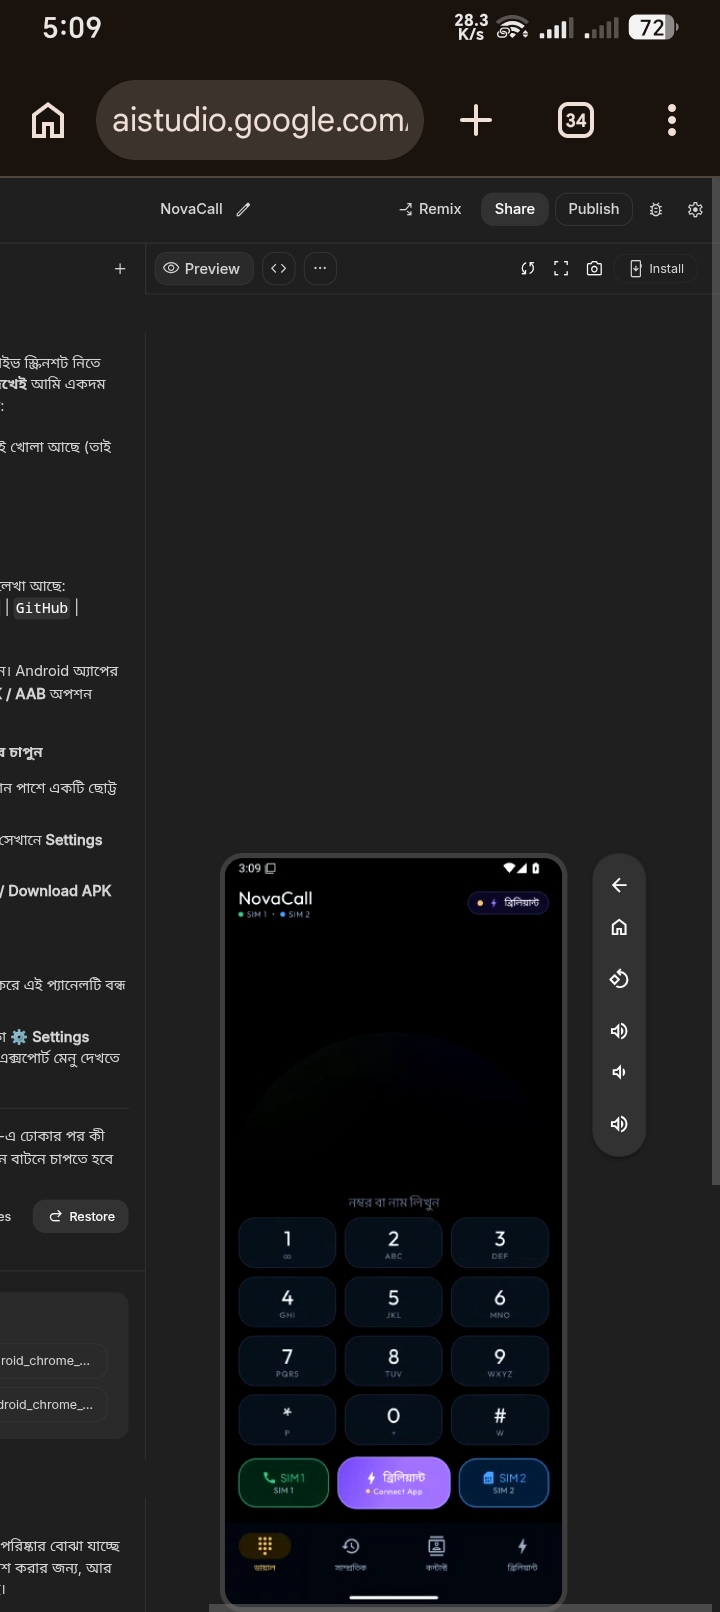 5:09
28.3 K/s
72
aistudio.google.com/
34
NovaCall
Remix
Share
Publish
Preview
Install
ইভ স্ক্রিনশট নিতে
খেই আমি একদম
:
ই খোলা আছে (তাই
লেখা আছে:
| GitHub |
ন। Android অ্যাপের
/ AAB অপশন
র চাপুন
ান পাশে একটি ছোট্ট
সেখানে Settings
/ Download APK
করে এই প্যানেলটি বন্ধ
⚙️ Settings
এক্সপোর্ট মেনু দেখতে
-এ ঢোকার পর কী
ন বাটনে চাপতে হবে
es
Restore
roid_chrome_...
droid_chrome_...
পরিষ্কার বোঝা যাচ্ছে
শ করার জন্য, আর
3:09
NovaCall
SIM 1 • SIM 2
ব্রিলিয়ান্ট
নম্বর বা নাম লিখুন
1
∞
2
ABC
3
DEF
4
GHI
5
JKL
6
MNO
7
PQRS
8
TUV
9
WXYZ
*
P
0
+
#
W
SIM 1
SIM 1
ব্রিলিয়ান্ট
Connect App
SIM 2
SIM 2
ডায়াল
সাম্প্রতিক
কন্টাক্ট
ব্রিলিয়ান্ট